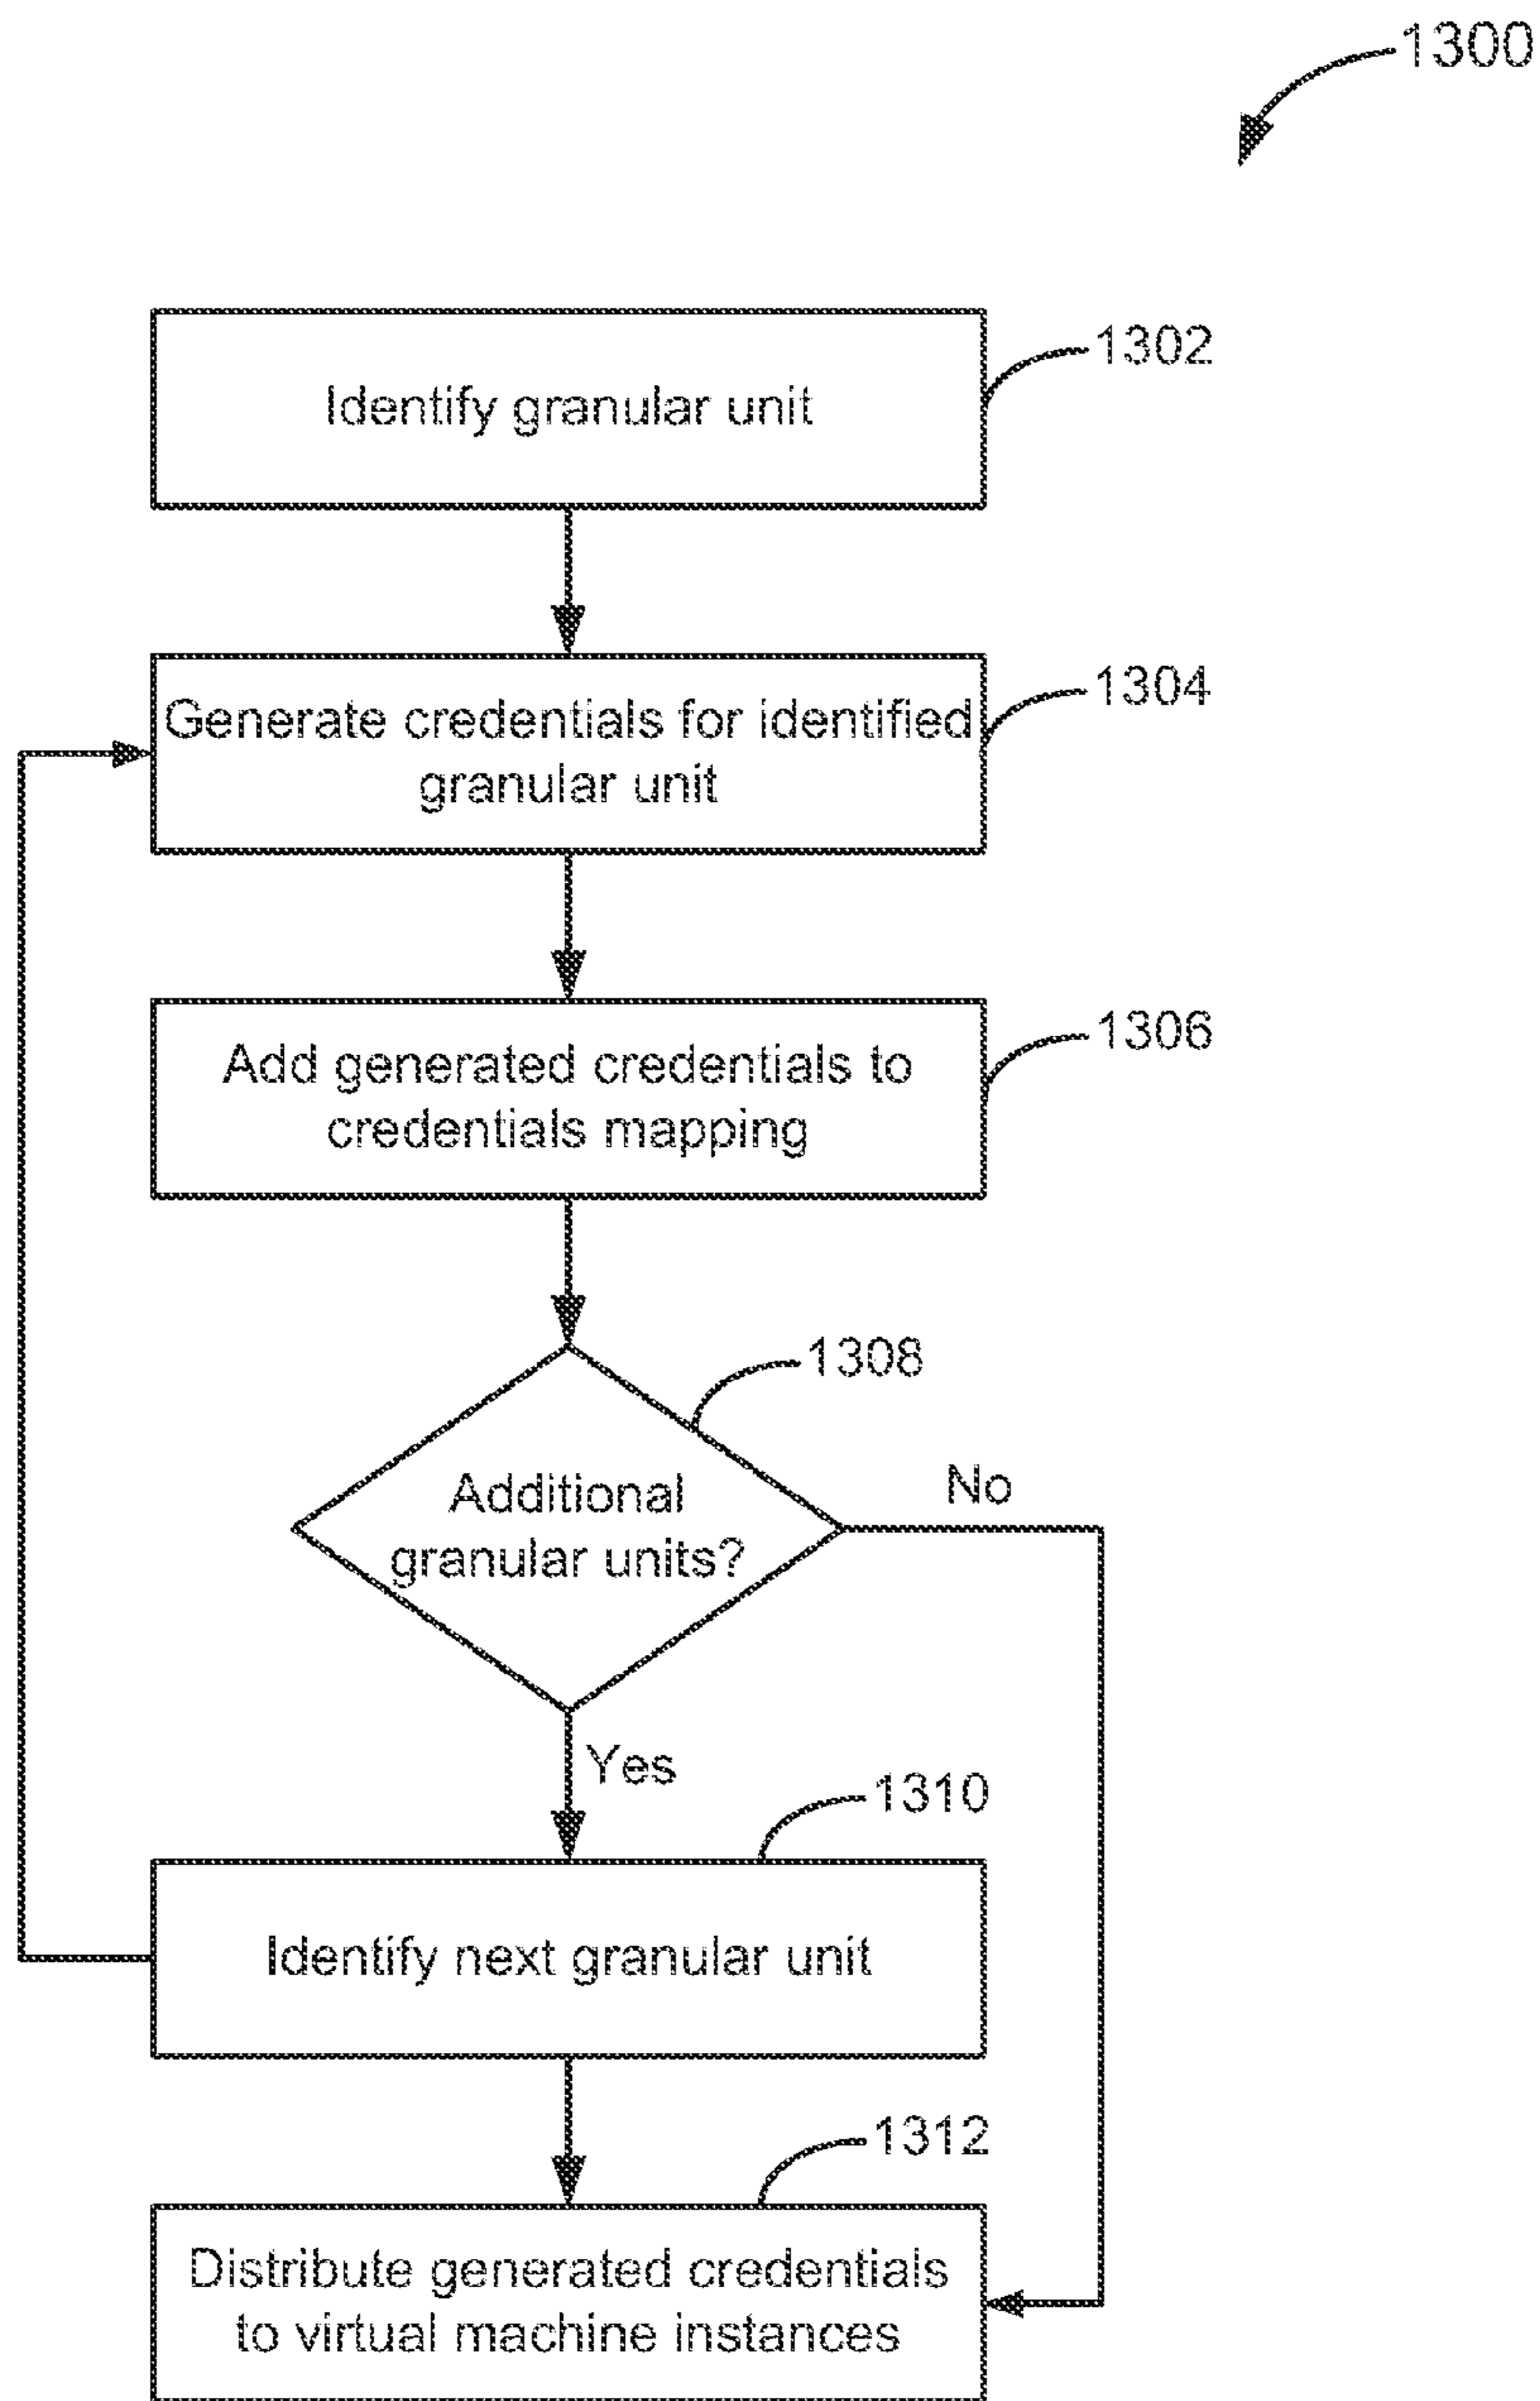 1300
Identify granular unit
1302
Generate credentials for identified
granular unit
1304
Add generated credentials to
credentials mapping
1306
1308
Additional
granular units?
No
Yes
1310
Identify next granular unit
1312
Distribute generated credentials
to virtual machine instances